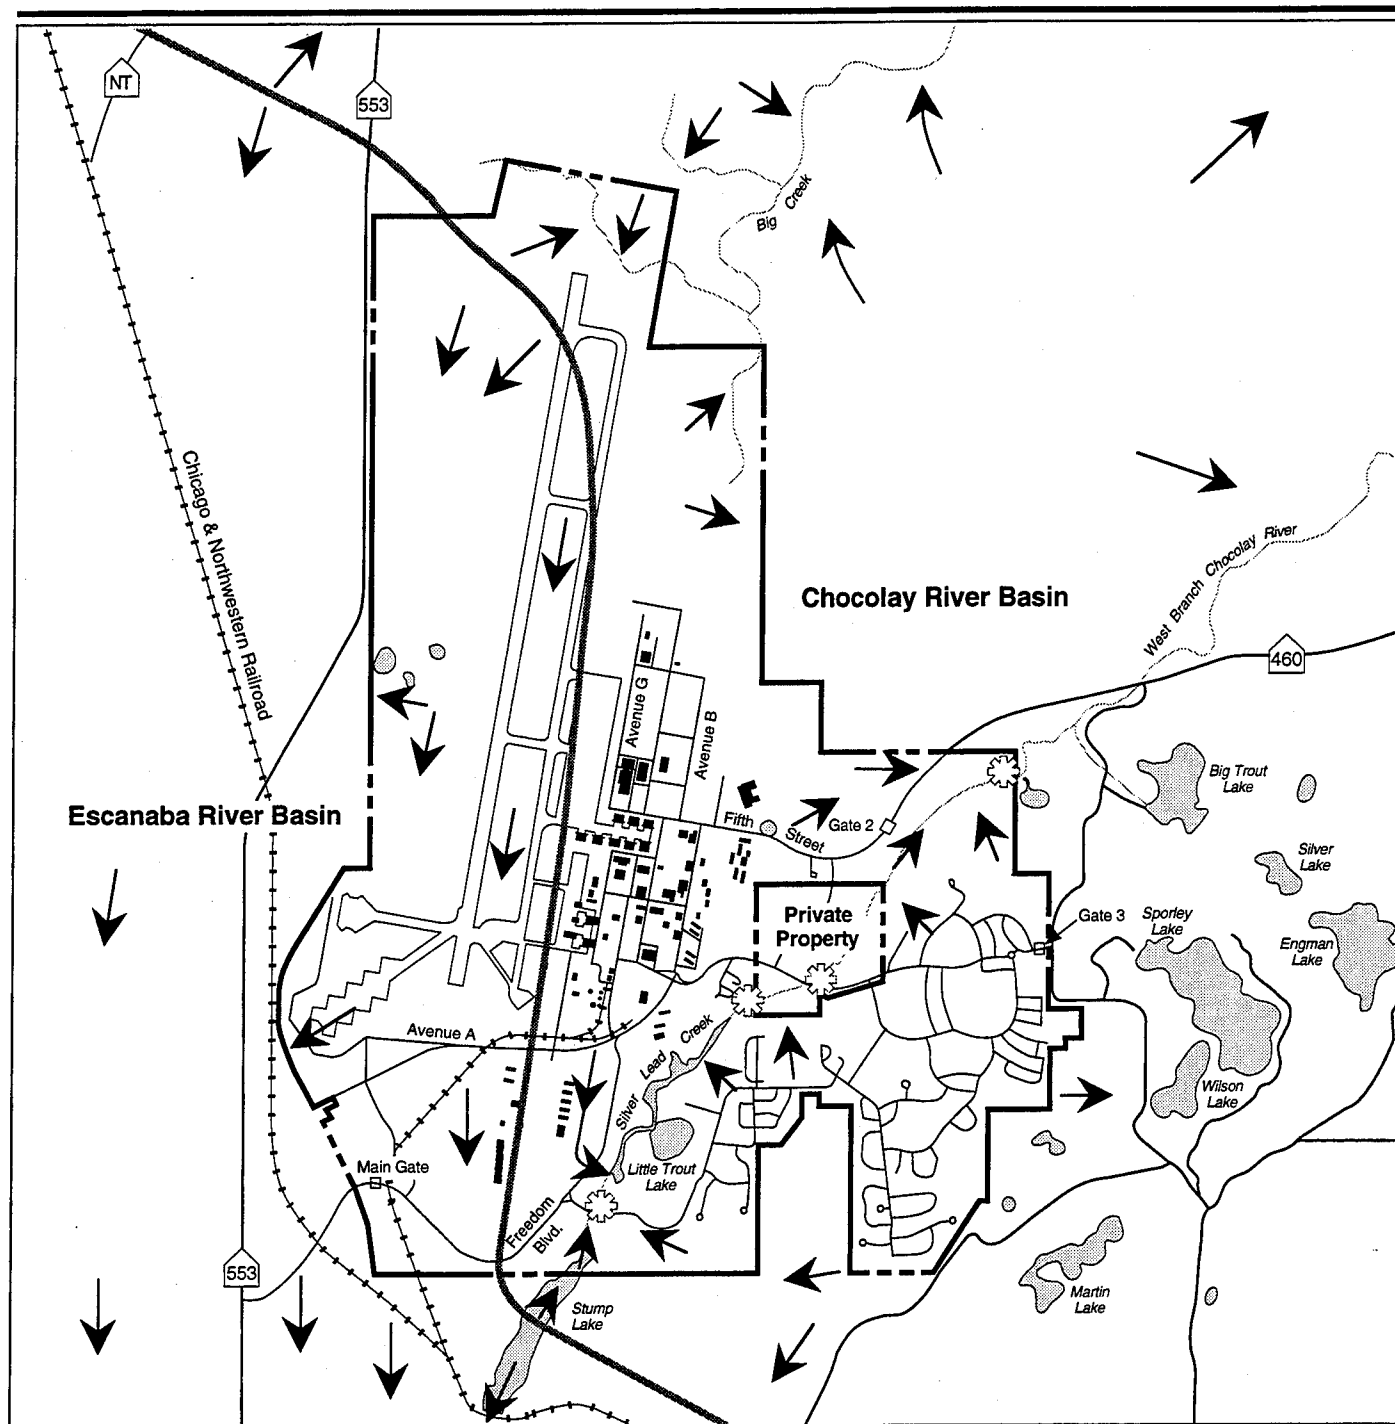 NT
553
Big Creek
Chicago & Northwestern Railroad
West Branch Chocolay River
Chocolay River Basin
460
Avenue G
Avenue B
Big Trout
Lake
Escanaba River Basin
Fifth Street
Gate 2
Silver
Lake
Private
Property
Gate 3
Sporley
Lake
Engman
Lake
Avenue A
Silver Lead Creek
Wilson
Lake
Main Gate
Little Trout
Lake
Freedom
Blvd.
553
Stump
Lake
Martin
Lake